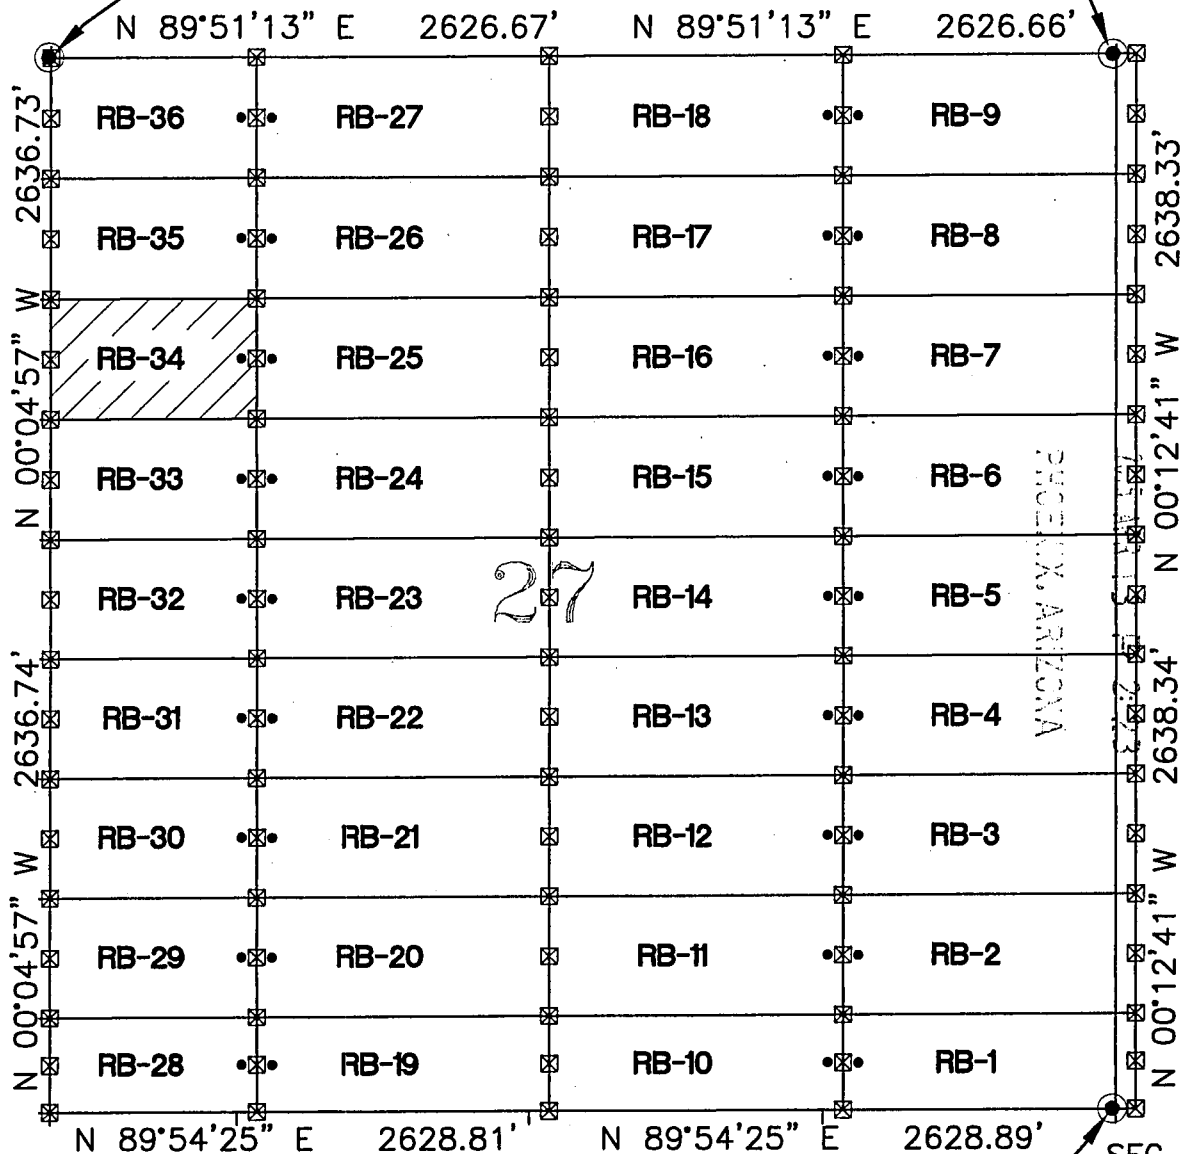 N 89°51'13" E 2626.67' N 89°51'13" E 2626.66'
2636.73'
N 00°04'57" W
2636.74'
N 00°04'57" W
RB-36 RB-27 RB-18 RB-9
RB-35 RB-26 RB-17 RB-8
RB-34 RB-25 RB-16 RB-7
RB-33 RB-24 RB-15 RB-6
RB-32 RB-23 RB-14 RB-5
27
RB-31 RB-22 RB-13 RB-4
RB-30 RB-21 RB-12 RB-3
RB-29 RB-20 RB-11 RB-2
RB-28 RB-19 RB-10 RB-1
PHOENIX, ARIZONA
2638.33'
N 00°12'41" W
2638.34'
N 00°12'41" W
N 89°54'25" E 2628.81' N 89°54'25" E 2628.89'